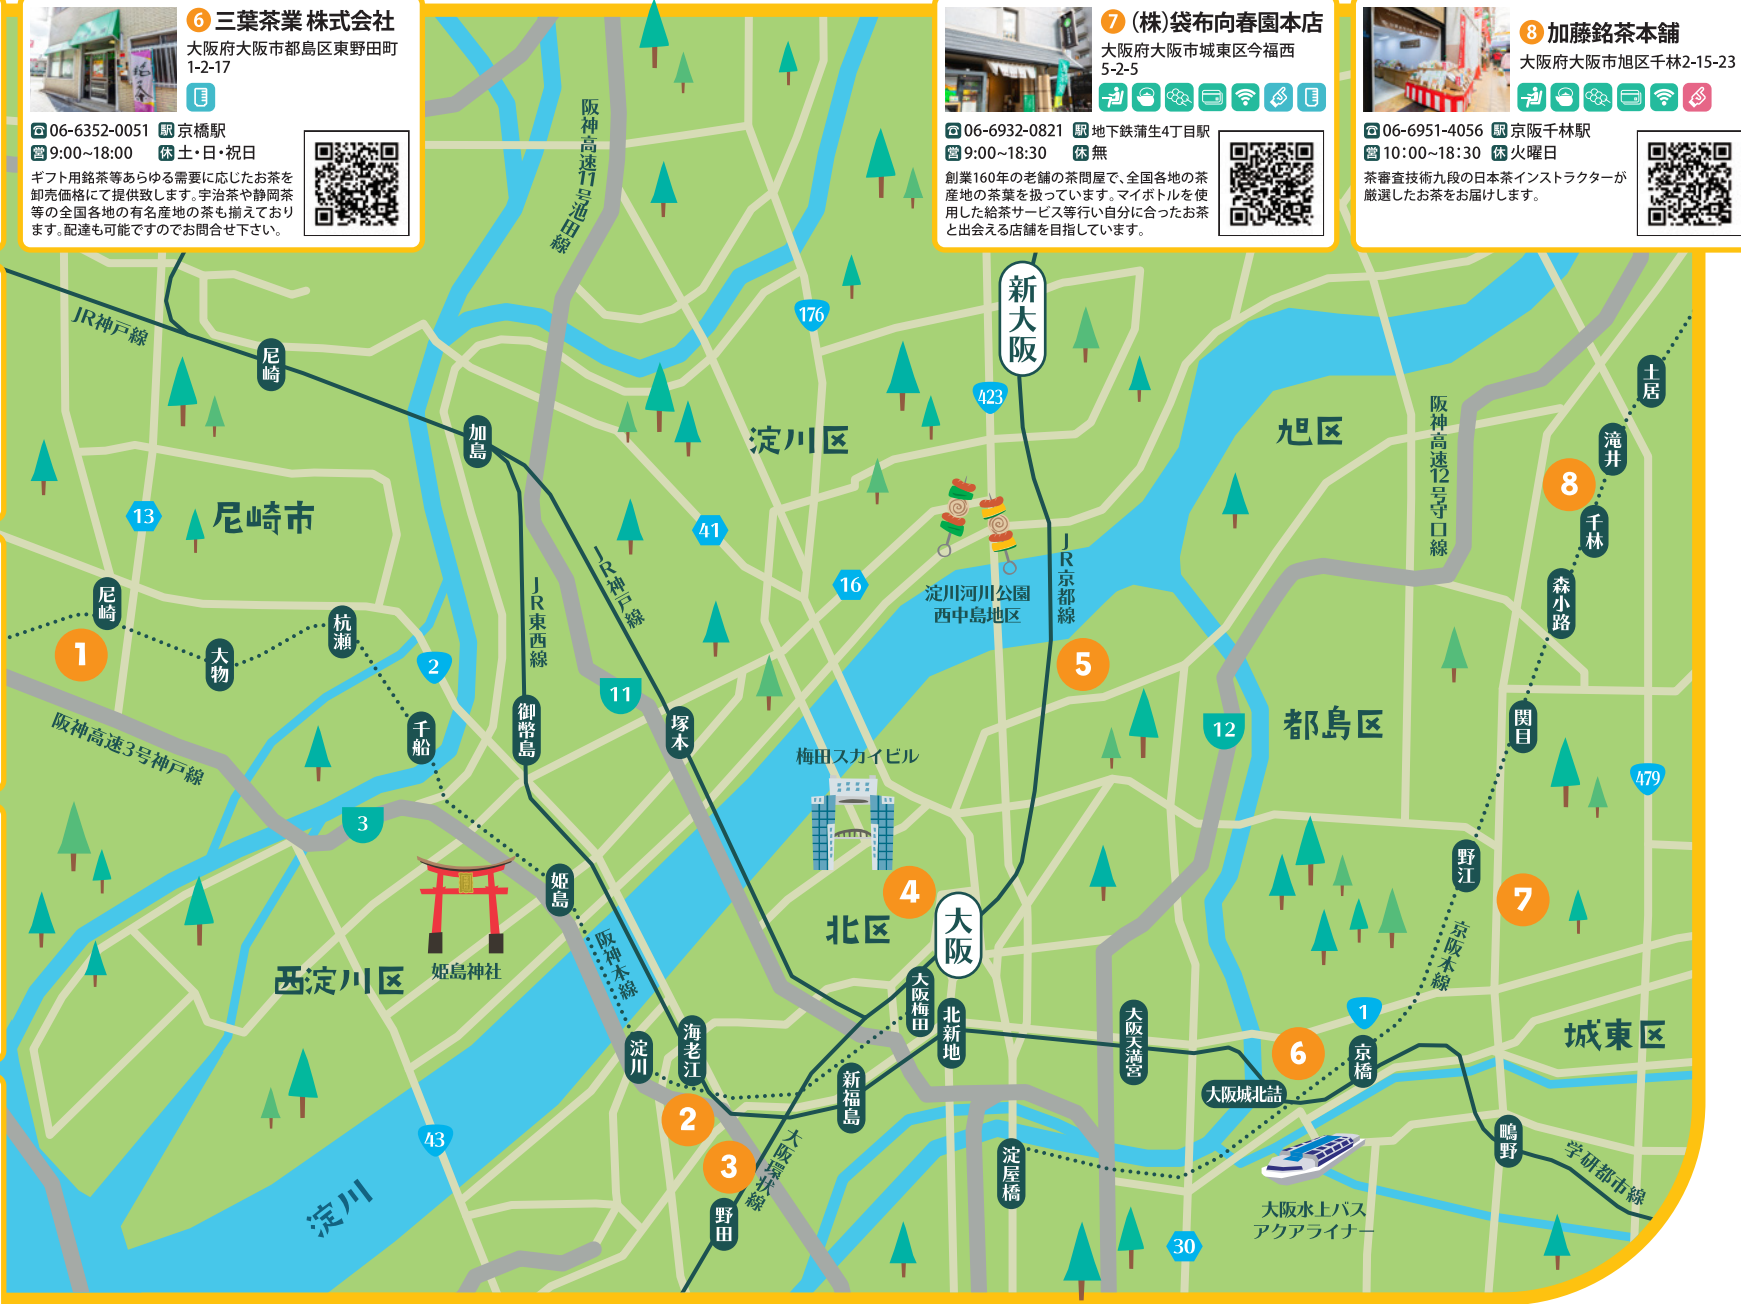 6 三葉茶業 株式会社
大阪府大阪市都島区東野田町
1-2-17
☎06-6352-0051 駅京橋駅
営9:00~18:00 休土・日・祝日
ギフト用銘茶等あらゆる需要に応じたお茶を
卸売価格にて提供致します。宇治茶や静岡茶
等の全国各地の有名産地の茶も揃えており
ます。配達も可能ですのでお問合せ下さい。
7 (株)袋布向春園本店
大阪府大阪市城東区今福西
5-2-5
☎06-6932-0821 駅地下鉄蒲生4丁目駅
営9:00~18:30 休無
創業160年の老舗の茶問屋で、全国各地の茶
産地の茶葉を扱っています。マイボトルを使
用した給茶サービス等行い自分に合ったお茶
と出会える店舗を目指しています。
8 加藤銘茶本舗
大阪府大阪市旭区千林2-15-23
☎06-6951-4056 駅京阪千林駅
営10:00~18:30 休火曜日
茶審査技術九段の日本茶インストラクターが
厳選したお茶をお届けします。
阪神高速11号池田線
JR神戸線
尼崎
加島
176
新大阪
423
淀川区
旭区
阪神高速12号守口線
土居
滝井
8
千林
森小路
関目
尼崎市
13
41
16
淀川河川公園
西中島地区
JR京都線
5
JR神戸線
JR東西線
尼崎
1
大物
杭瀬
2
千船
御幣島
11
塚本
12
都島区
479
阪神高速3号神戸線
3
梅田スカイビル
姫島
姫島神社
西淀川区
阪神本線
4
大阪
北区
野江
7
京阪本線
大阪梅田
北新地
大阪天満宮
1
6
京橋
大阪城北詰
城東区
淀川
海老江
新福島
2
3
大阪環状線
野田
43
淀川
淀屋橋
鴫野
学研都市線
大阪水上バス
アクアライナー
30